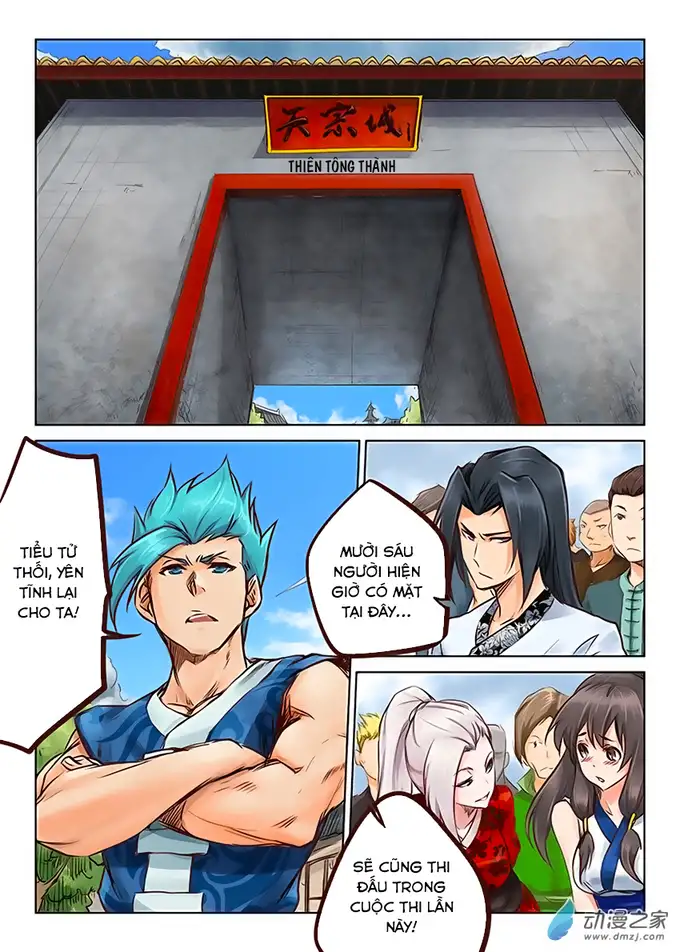 天宗城
THIÊN TÔNG THÀNH
TIỂU TỬ
THỐI, YÊN
TĨNH LẠI
CHO TA!
MƯỜI SÁU
NGƯỜI HIỆN
GIỜ CÓ MẶT
TẠI ĐÂY...
SẼ CÙNG THI
ĐẤU TRONG
CUỘC THI LẦN
NÀY!
动漫之家
www.dmzj.com